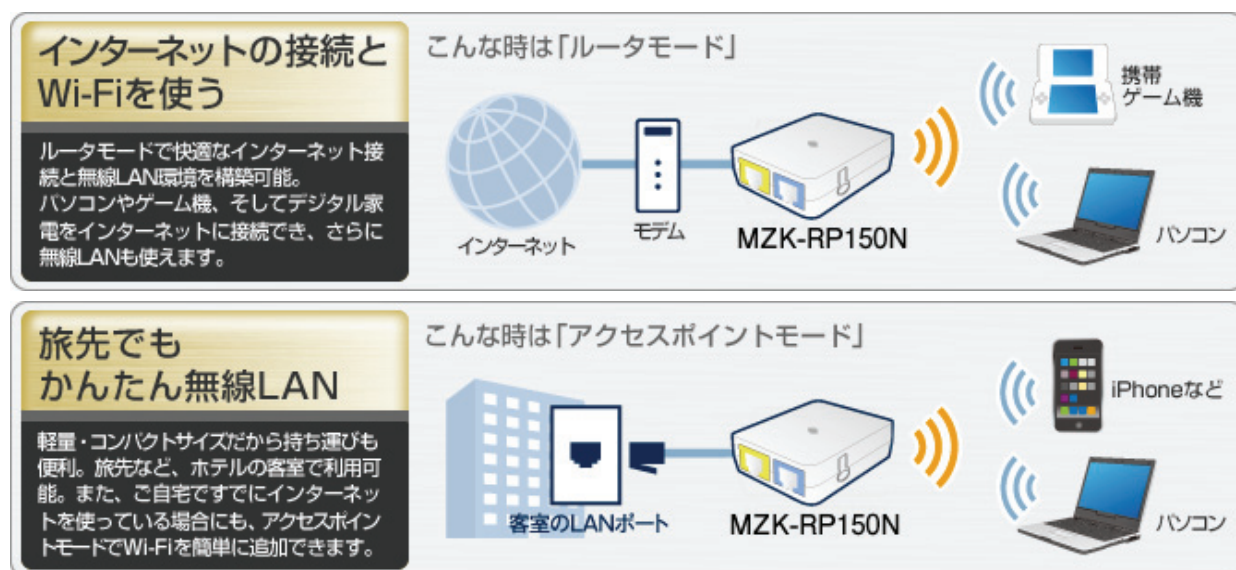 インターネットの接続と
Wi-Fiを使う
ルータモードで快適なインターネット接
続と無線LAN環境を構築可能。
パソコンやゲーム機、そしてデジタル家
電をインターネットに接続でき、さらに
無線LANも使えます。
こんな時は「ルータモード」
インターネット
モデム
MZK-RP150N
携帯
ゲーム機
パソコン
旅先でも
かんたん無線LAN
軽量・コンパクトサイズだから持ち運びも
便利。旅先など、ホテルの客室で利用可
能。また、ご自宅ですでにインターネッ
トを使っている場合にも、アクセスポイン
トモードでWi-Fiを簡単に追加できます。
こんな時は「アクセスポイントモード」
客室のLANポート
MZK-RP150N
iPhoneなど
パソコン